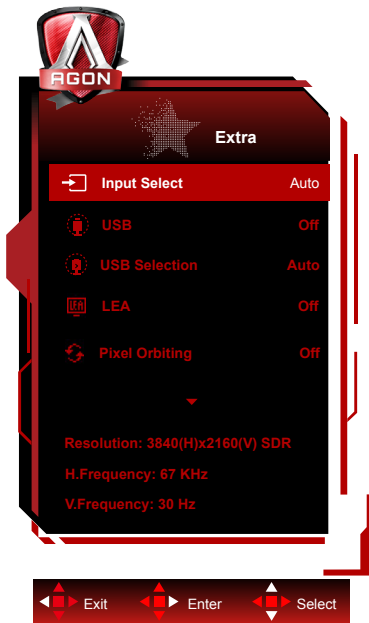 AGON
Extra
Input Select Auto
USB Off
USB Selection Auto
LEA
LEA Off
Pixel Orbiting Off
Resolution: 3840(H)x2160(V) SDR
H.Frequency: 67 KHz
V.Frequency: 30 Hz
Exit Enter Select